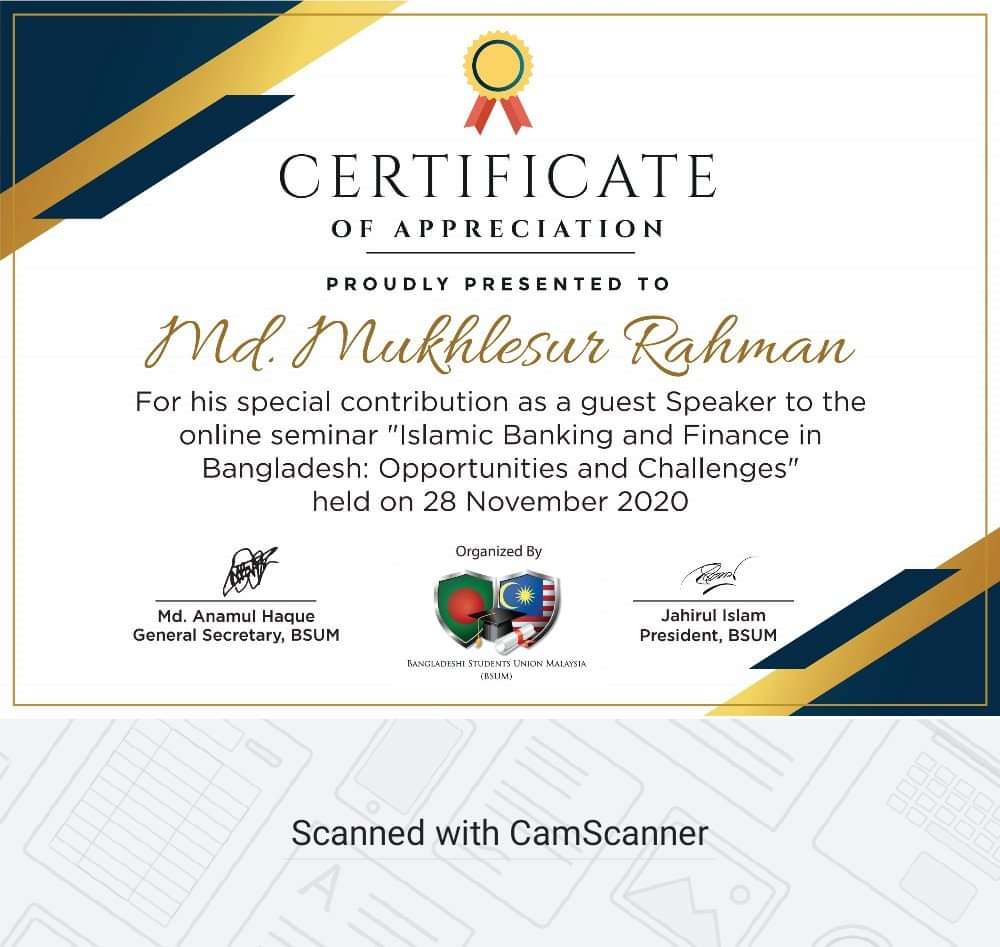 CERTIFICATE
OF APPRECIATION
PROUDLY PRESENTED TO
Md. Mukhlesur Rahman
For his special contribution as a guest Speaker to the
online seminar "Islamic Banking and Finance in
Bangladesh: Opportunities and Challenges"
held on 28 November 2020
Organized By
Md. Anamul Haque
General Secretary, BSUM
Jahirul Islam
President, BSUM
BANGLADESHI STUDENTS UNION MALAYSIA
(BSUM)
Scanned with CamScanner